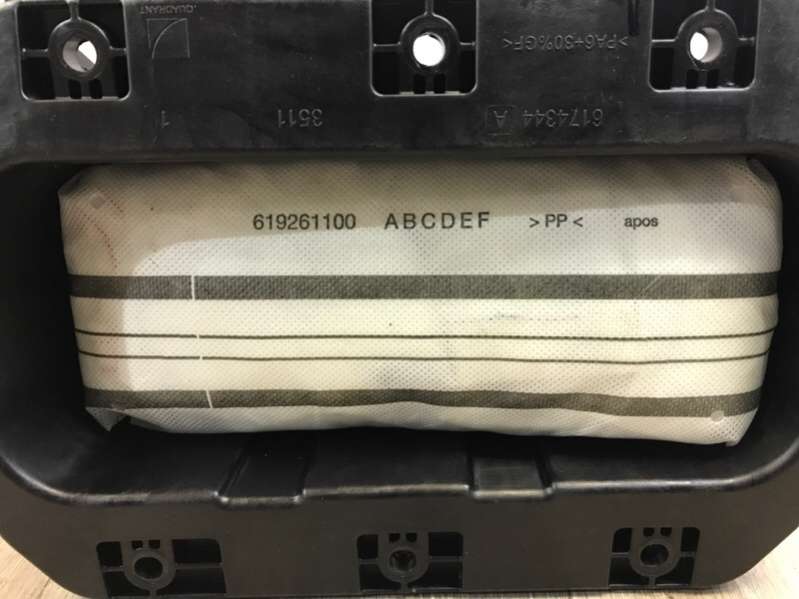 .QUADRANT
>PA6+30%GF<
1
3511
A
6174344
619261100 ABCDEF >PP< apos